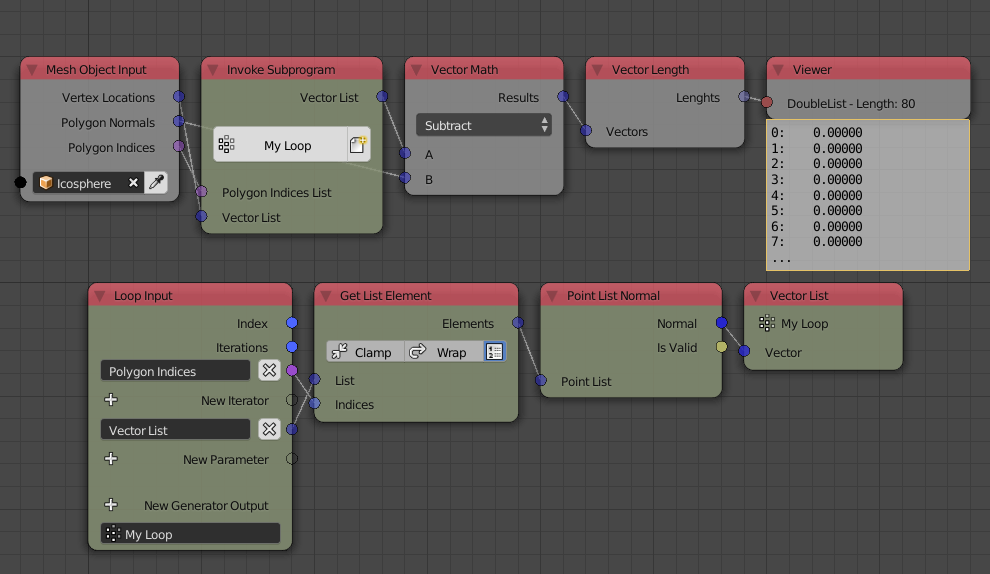 Mesh Object Input
Vertex Locations
Polygon Normals
Polygon Indices
Icosphere
Invoke Subprogram
Vector List
My Loop
Polygon Indices List
Vector List
Vector Math
Results
Subtract
A
B
Vector Length
Lenghts
Vectors
Viewer
DoubleList - Length: 80
0: 0.00000
1: 0.00000
2: 0.00000
3: 0.00000
4: 0.00000
5: 0.00000
6: 0.00000
7: 0.00000
...
Loop Input
Index
Iterations
Polygon Indices
New Iterator
Vector List
New Parameter
New Generator Output
My Loop
Get List Element
Elements
Clamp Wrap
List
Indices
Point List Normal
Normal
Is Valid
Point List
Vector List
My Loop
Vector